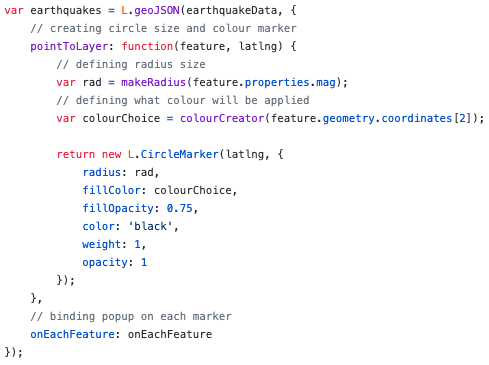 var earthquakes = L.geoJSON(earthquakeData, {
    // creating circle size and colour marker
    pointToLayer: function(feature, latlng) {
        // defining radius size
        var rad = makeRadius(feature.properties.mag);
        // defining what colour will be applied
        var colourChoice = colourCreator(feature.geometry.coordinates[2]);

        return new L.CircleMarker(latlng, {
            radius: rad,
            fillColor: colourChoice,
            fillOpacity: 0.75,
            color: 'black',
            weight: 1,
            opacity: 1
        });
    },
    // binding popup on each marker
    onEachFeature: onEachFeature
});